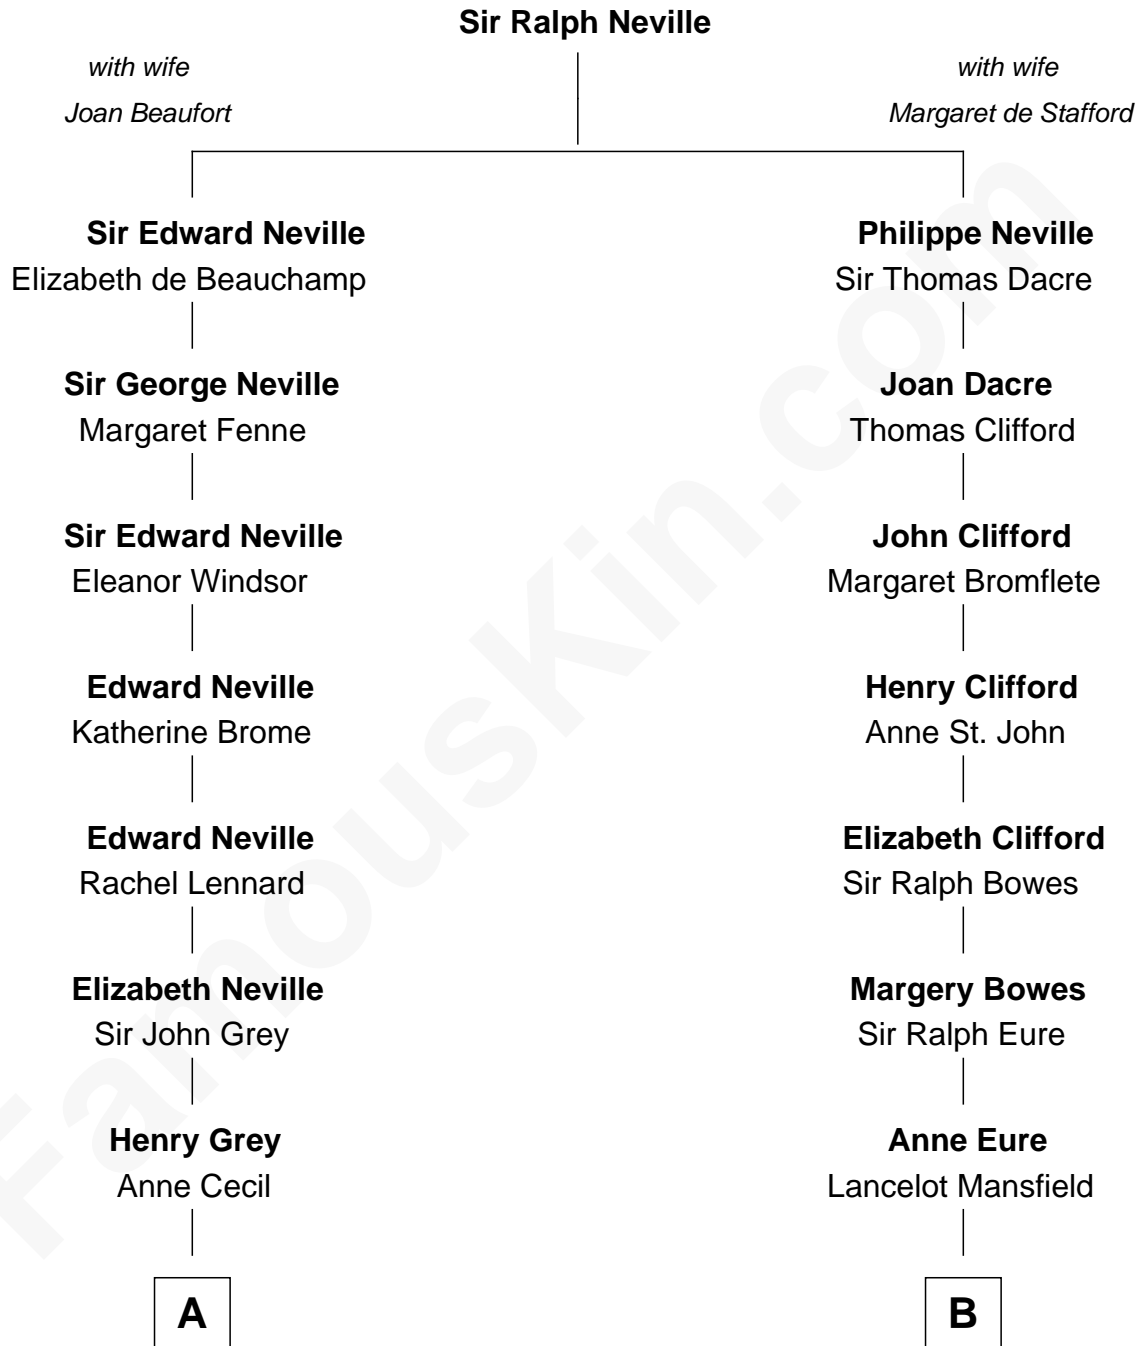 Sir Ralph Neville
with wife
Joan Beaufort
with wife
Margaret de Stafford
Sir Edward Neville
Elizabeth de Beauchamp
Philippe Neville
Sir Thomas Dacre
Sir George Neville
Margaret Fenne
Joan Dacre
Thomas Clifford
Sir Edward Neville
Eleanor Windsor
John Clifford
Margaret Bromflete
Edward Neville
Katherine Brome
Henry Clifford
Anne St. John
Edward Neville
Rachel Lennard
Elizabeth Clifford
Sir Ralph Bowes
Elizabeth Neville
Sir John Grey
Margery Bowes
Sir Ralph Eure
Henry Grey
Anne Cecil
Anne Eure
Lancelot Mansfield
A
B
FamousKin.com